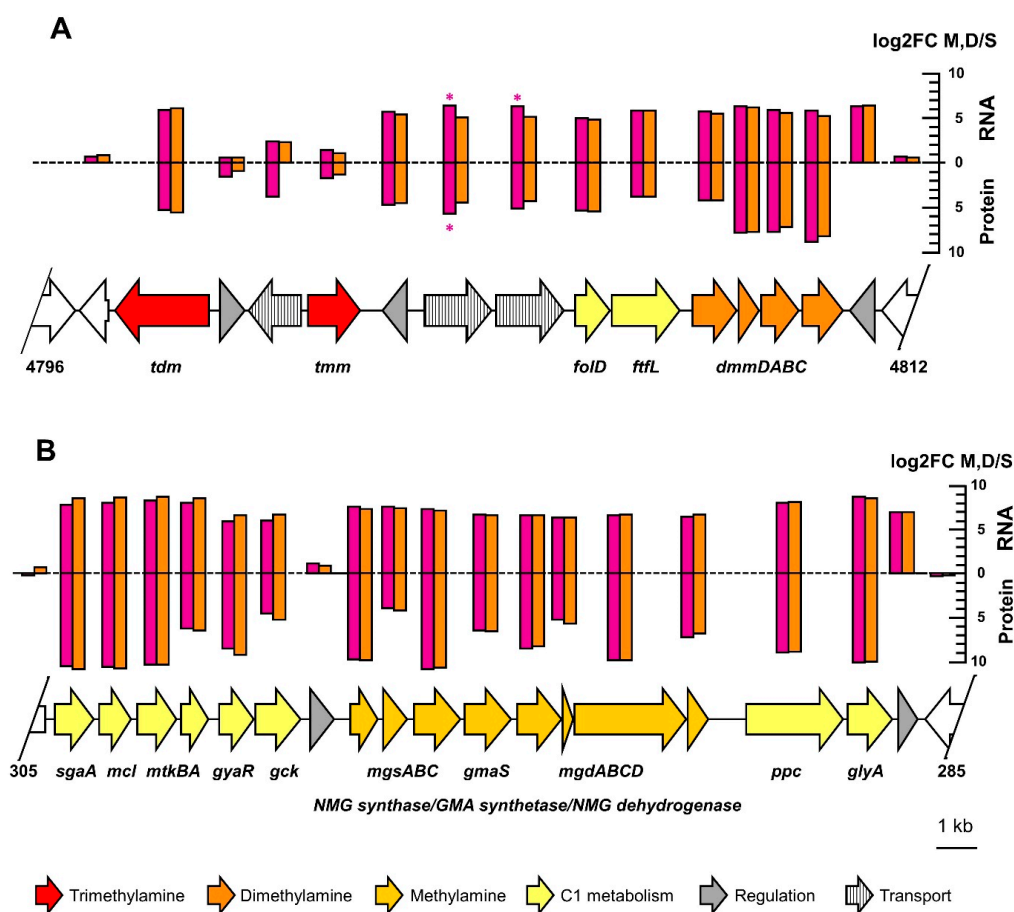 A
log2FC M,D/S
10
5
0
5
10
RNA
Protein
*
*
*
4796
tdm
tmm
folD
ftfL
dmmDABC
4812
B
log2FC M,D/S
10
5
0
5
10
RNA
Protein
305
sgaA
mcl
mtkBA
gyaR
gck
mgsABC
gmaS
mgdABCD
ppc
glyA
285
NMG synthase/GMA synthetase/NMG dehydrogenase
1 kb
Trimethylamine
Dimethylamine
Methylamine
C1 metabolism
Regulation
Transport